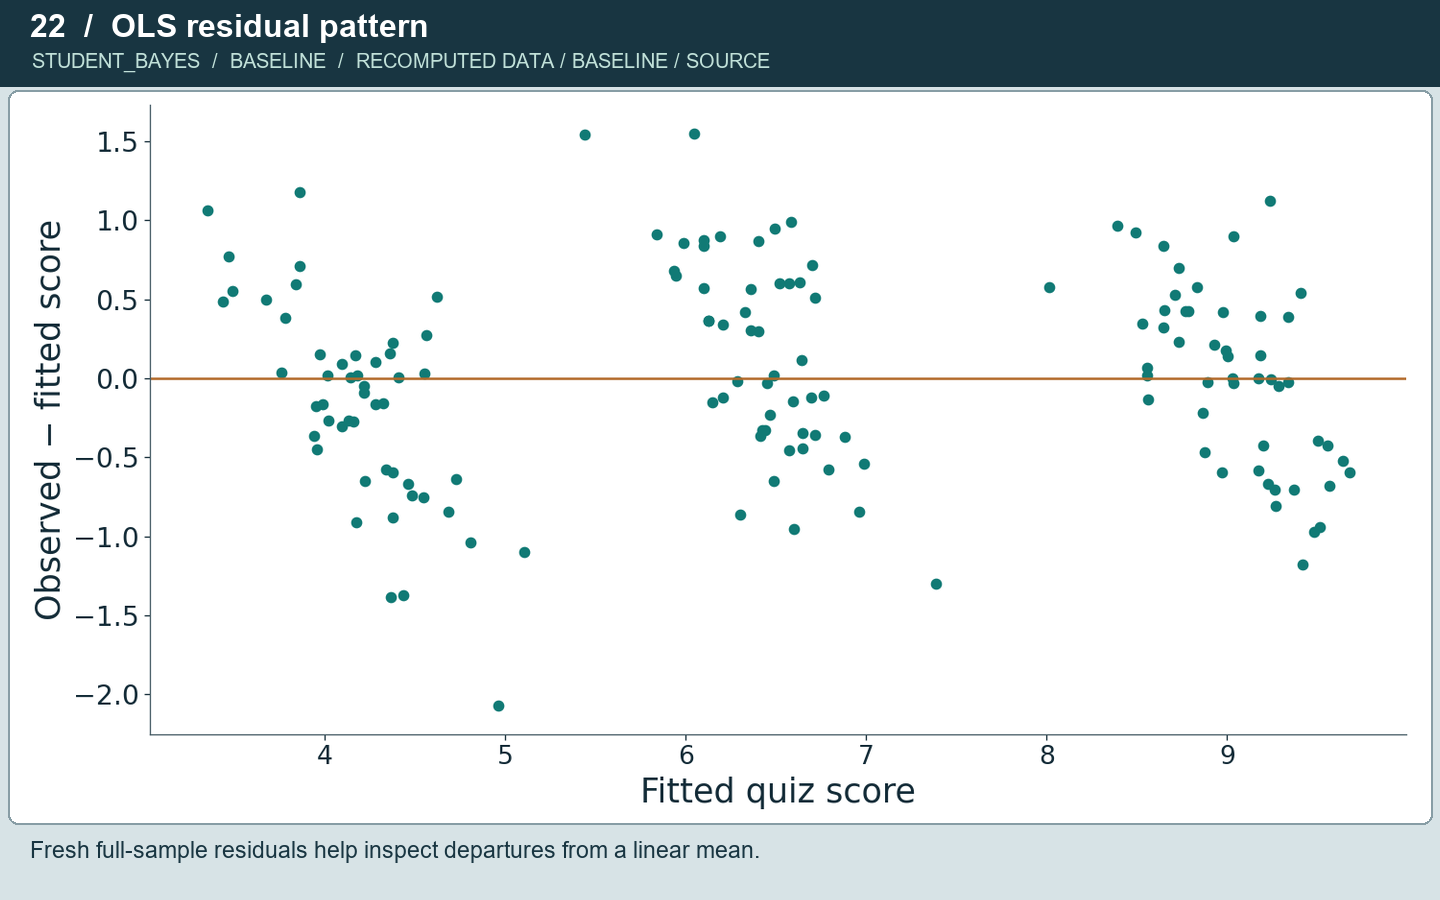 22 / OLS residual pattern
STUDENT_BAYES / BASELINE / RECOMPUTED DATA / BASELINE / SOURCE
Observed − fitted score
1.5
1.0
0.5
0.0
−0.5
−1.0
−1.5
−2.0
4 5 6 7 8 9
Fitted quiz score
Fresh full-sample residuals help inspect departures from a linear mean.